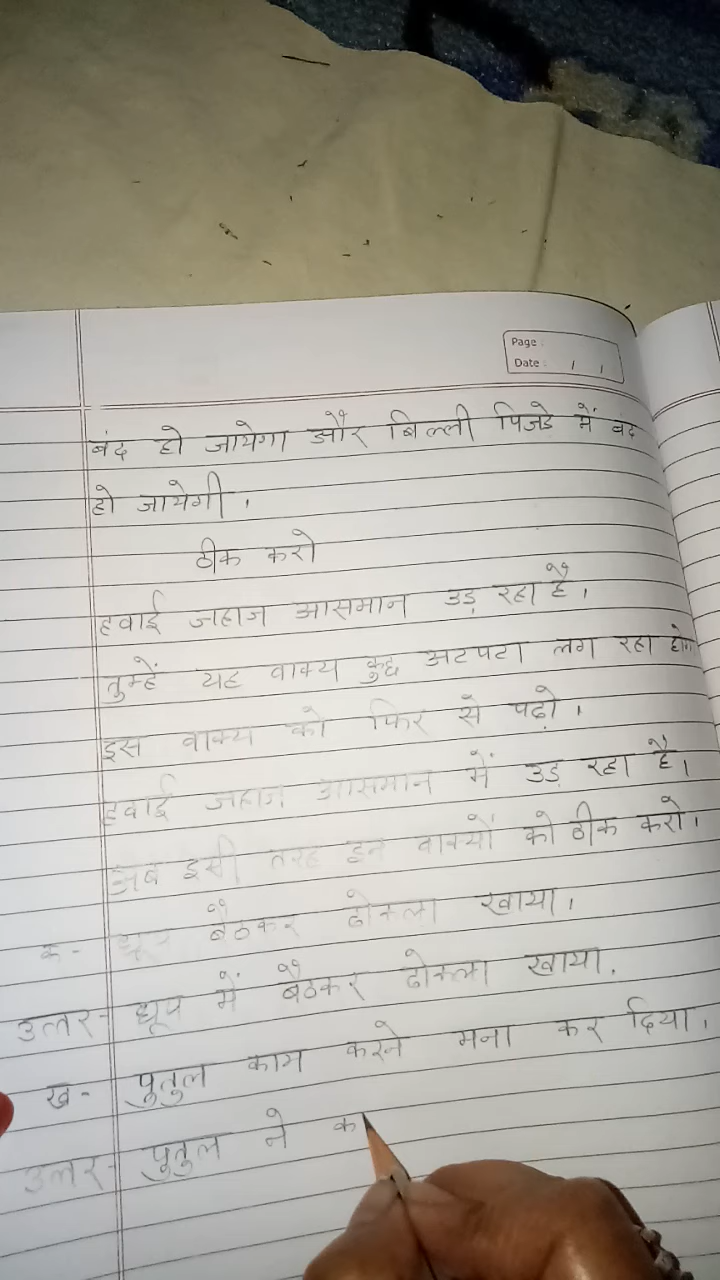 Page :
Date : / /
बंद हो जायेगा और बिल्ली पिजडे में बंद
हो जायेगी।
ठीक करो
हवाई जहाज आसमान उड़ रहा है।
तुम्हें यह वाक्य कुछ अटपटा लग रहा होगा
इस वाक्य को फिर से पढ़ो।
हवाई जहाज आसमान में उड़ रहा है।
अब इसी तरह इन वाक्यों को ठीक करो।
क- धूप बैठकर ढोकला खाया।
उत्तर- धूप में बैठकर ढोकला खाया.
ख- पुतुल काम करने मना कर दिया।
उत्तर- पुतुल ने क